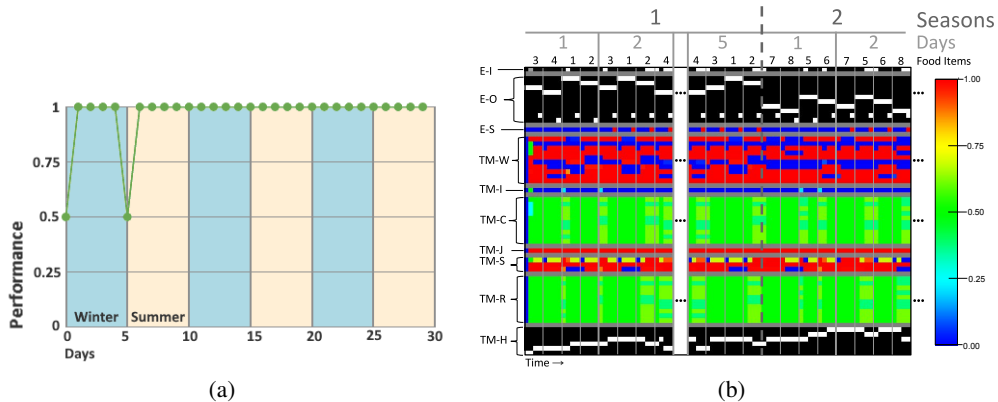 1
0.75
0.5
0.25
0
Performance
Winter
Summer
0 5 10 15 20 25 30
Days
(a)
1 2 Seasons
1 2 5 1 2 Days
3 4 1 2 3 1 2 4 4 3 1 2 7 8 5 6 7 5 6 8 Food Items
E-I
E-O
E-S
TM-W
TM-I
TM-C
TM-J
TM-S
TM-R
TM-H
... ...
... ...
... ...
... ...
Time →
1.00
0.75
0.50
0.25
0.00
(b)